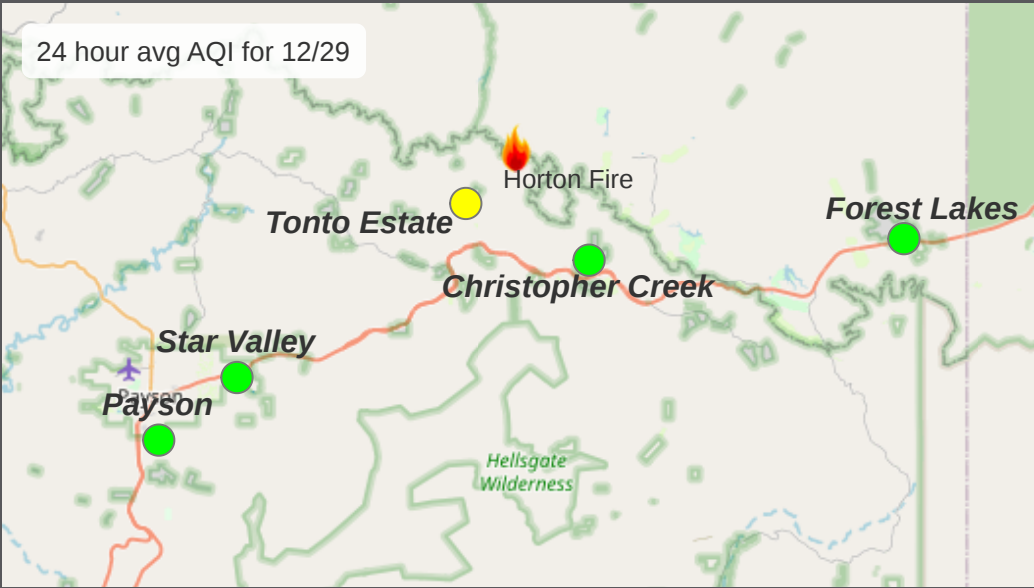 24 hour avg AQI for 12/29
Horton Fire
Tonto Estate
Forest Lakes
Christopher Creek
Star Valley
Payson
Payson
Hellsgate
Wilderness